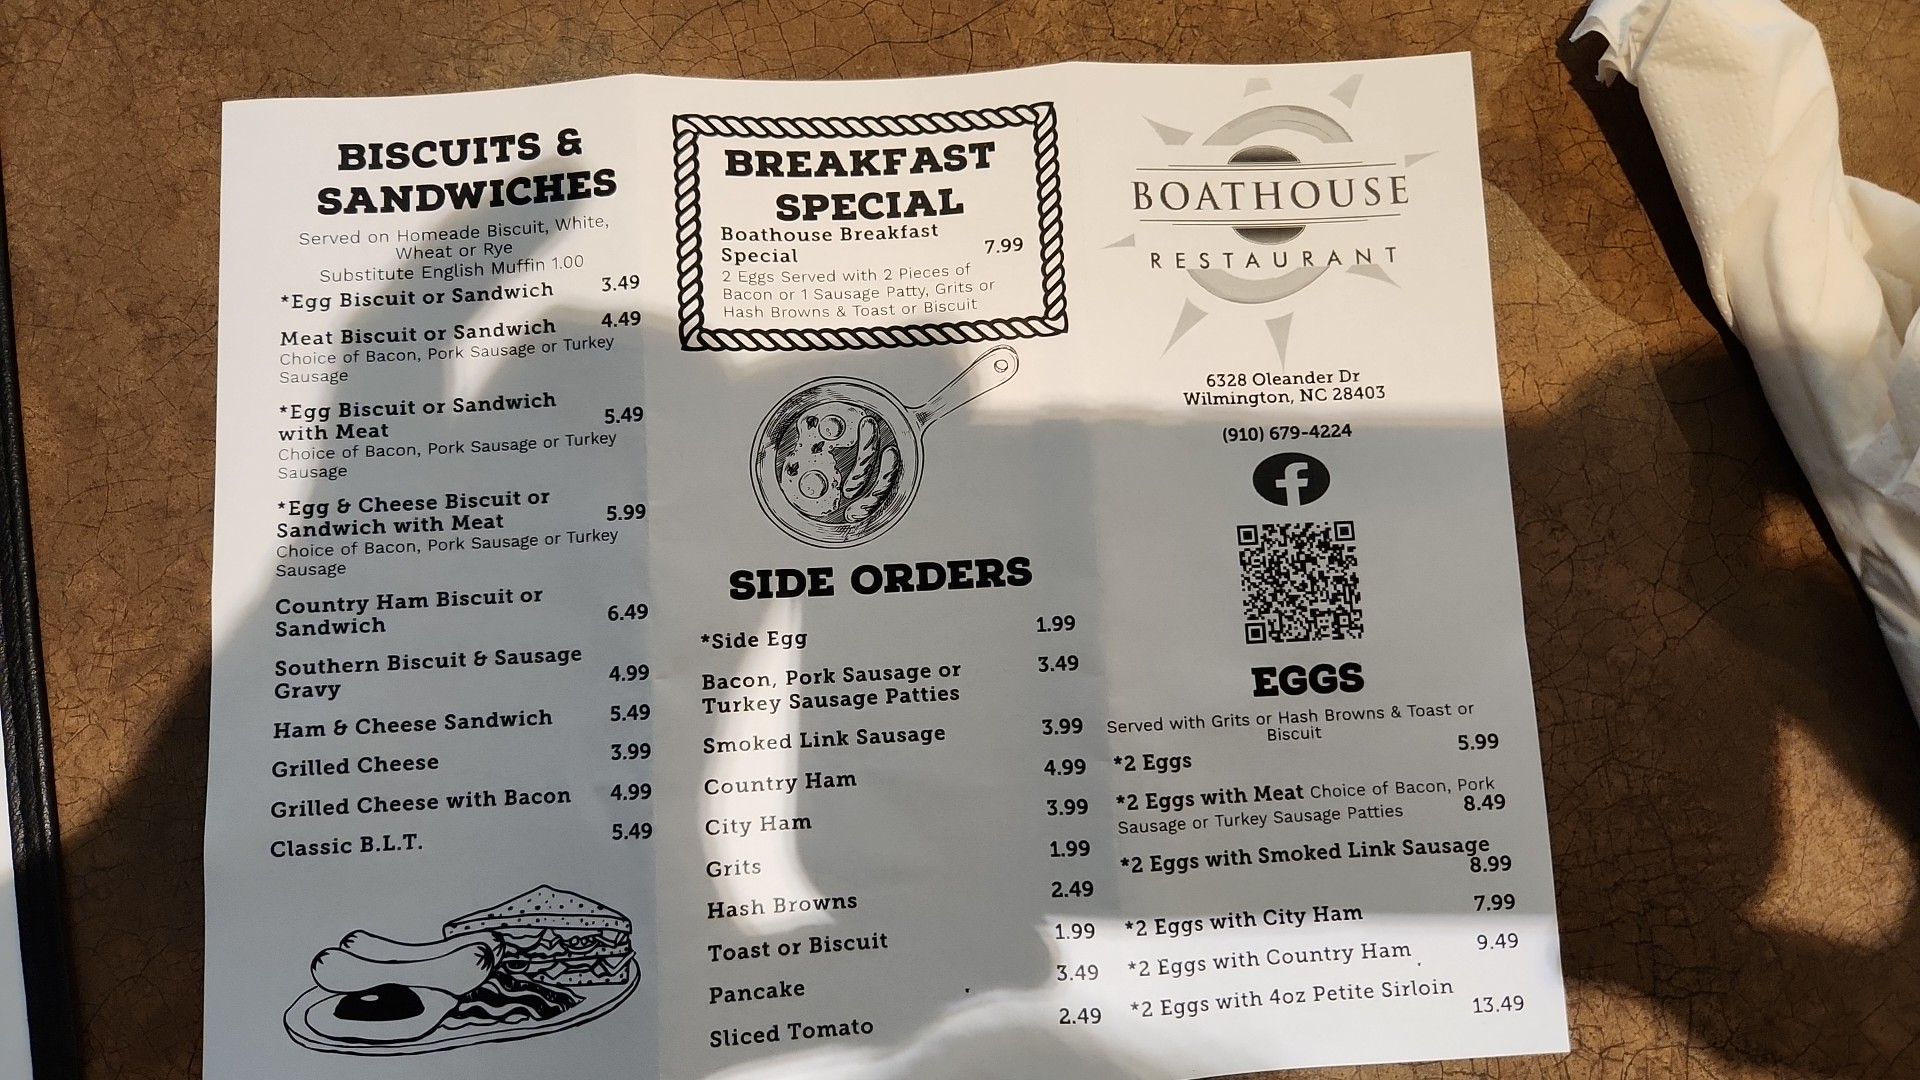 BISCUITS &
SANDWICHES
Served on Homeade Biscuit, White,
Wheat or Rye
Substitute English Muffin 1.00
*Egg Biscuit or Sandwich 3.49
Meat Biscuit or Sandwich 4.49
Choice of Bacon, Pork Sausage or Turkey
Sausage
*Egg Biscuit or Sandwich
with Meat 5.49
Choice of Bacon, Pork Sausage or Turkey
Sausage
*Egg & Cheese Biscuit or
Sandwich with Meat 5.99
Choice of Bacon, Pork Sausage or Turkey
Sausage
Country Ham Biscuit or
Sandwich 6.49
Southern Biscuit & Sausage
Gravy 4.99
Ham & Cheese Sandwich 5.49
Grilled Cheese 3.99
Grilled Cheese with Bacon 4.99
Classic B.L.T. 5.49
BREAKFAST
SPECIAL
Boathouse Breakfast
Special 7.99
2 Eggs Served with 2 Pieces of
Bacon or 1 Sausage Patty, Grits or
Hash Browns & Toast or Biscuit
SIDE ORDERS
*Side Egg 1.99
Bacon, Pork Sausage or 3.49
Turkey Sausage Patties
Smoked Link Sausage 3.99
Country Ham 4.99
City Ham 3.99
Grits 1.99
Hash Browns 2.49
Toast or Biscuit 1.99
Pancake 3.49
Sliced Tomato 2.49
BOATHOUSE
RESTAURANT
6328 Oleander Dr
Wilmington, NC 28403
(910) 679-4224
f
EGGS
Served with Grits or Hash Browns & Toast or
Biscuit
*2 Eggs 5.99
*2 Eggs with Meat Choice of Bacon, Pork
Sausage or Turkey Sausage Patties 8.49
*2 Eggs with Smoked Link Sausage
8.99
*2 Eggs with City Ham 7.99
*2 Eggs with Country Ham 9.49
*2 Eggs with 4oz Petite Sirloin
13.49